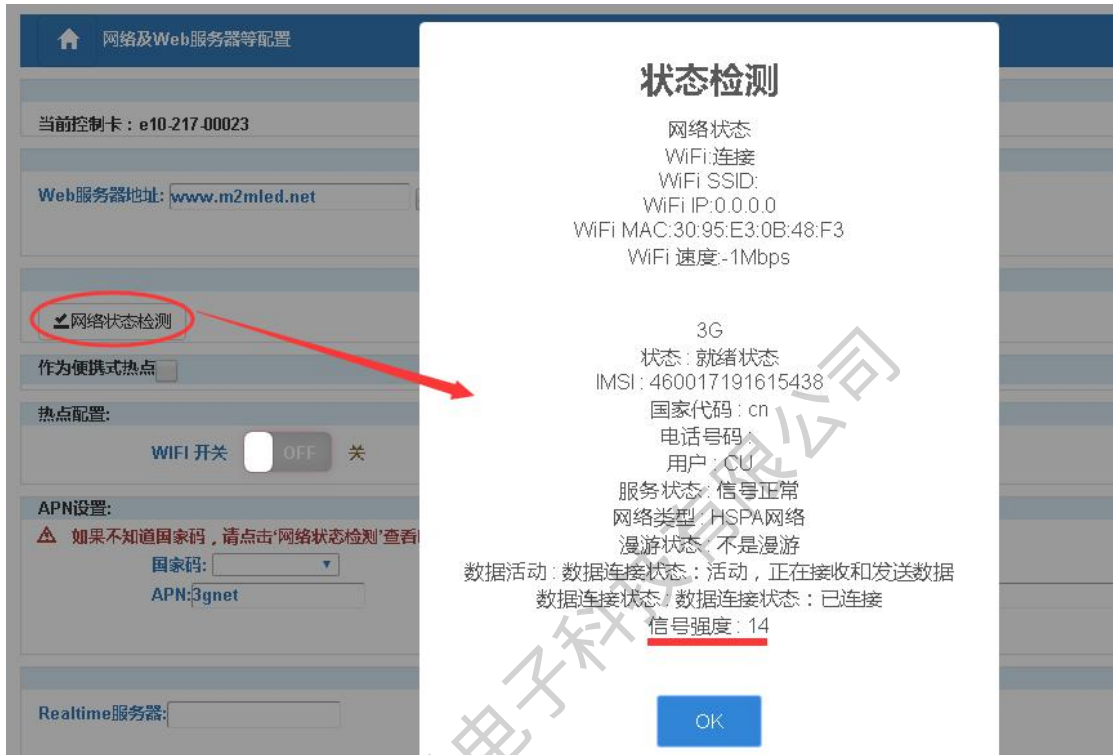 网络及Web服务器等配置
当前控制卡：e10-217-00023
Web服务器地址: www.m2mled.net
网络状态检测
作为便携式热点
热点配置:
WIFI 开关 OFF 关
APN设置:
如果不知道国家码，请点击‘网络状态检测’查看
国家码:
APN:3gnet
Realtime服务器:
状态检测
网络状态
WiFi:连接
WiFi SSID:
WiFi IP:0.0.0.0
WiFi MAC:30:95:E3:0B:48:F3
WiFi 速度:-1Mbps
3G
状态 : 就绪状态
IMSI : 460017191615438
国家代码 : cn
电话号码 :
用户 : CU
服务状态 : 信号正常
网络类型 : HSPA网络
漫游状态 : 不是漫游
数据活动 : 数据连接状态：活动，正在接收和发送数据
数据连接状态 : 数据连接状态：已连接
信号强度 : 14
OK
电子科技有限公司